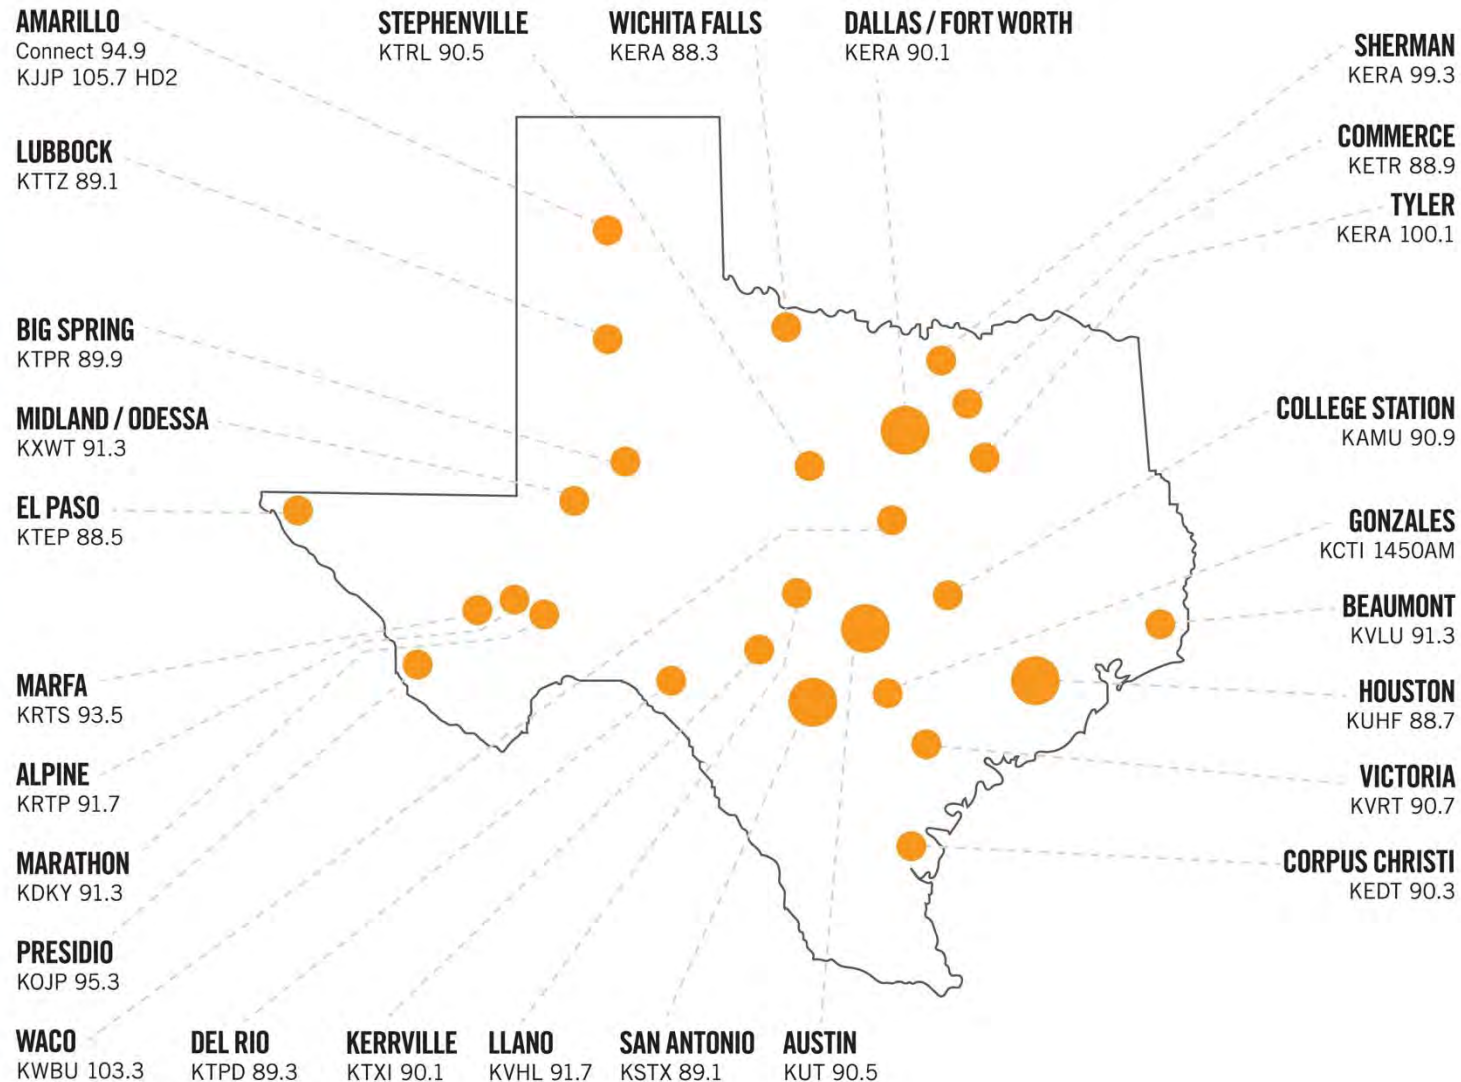 AMARILLO
Connect 94.9
KJJP 105.7 HD2
STEPHENVILLE
KTRL 90.5
WICHITA FALLS
KERA 88.3
DALLAS / FORT WORTH
KERA 90.1
SHERMAN
KERA 99.3
COMMERCE
KETR 88.9
TYLER
KERA 100.1
LUBBOCK
KTTZ 89.1
BIG SPRING
KTPR 89.9
MIDLAND / ODESSA
KXWT 91.3
EL PASO
KTEP 88.5
COLLEGE STATION
KAMU 90.9
GONZALES
KCTI 1450AM
BEAUMONT
KVLU 91.3
HOUSTON
KUHF 88.7
VICTORIA
KVRT 90.7
CORPUS CHRISTI
KEDT 90.3
MARFA
KRTS 93.5
ALPINE
KRTP 91.7
MARATHON
KDKY 91.3
PRESIDIO
KOJP 95.3
WACO
KWBU 103.3
DEL RIO
KTPD 89.3
KERRVILLE
KTXI 90.1
LLANO
KVHL 91.7
SAN ANTONIO
KSTX 89.1
AUSTIN
KUT 90.5